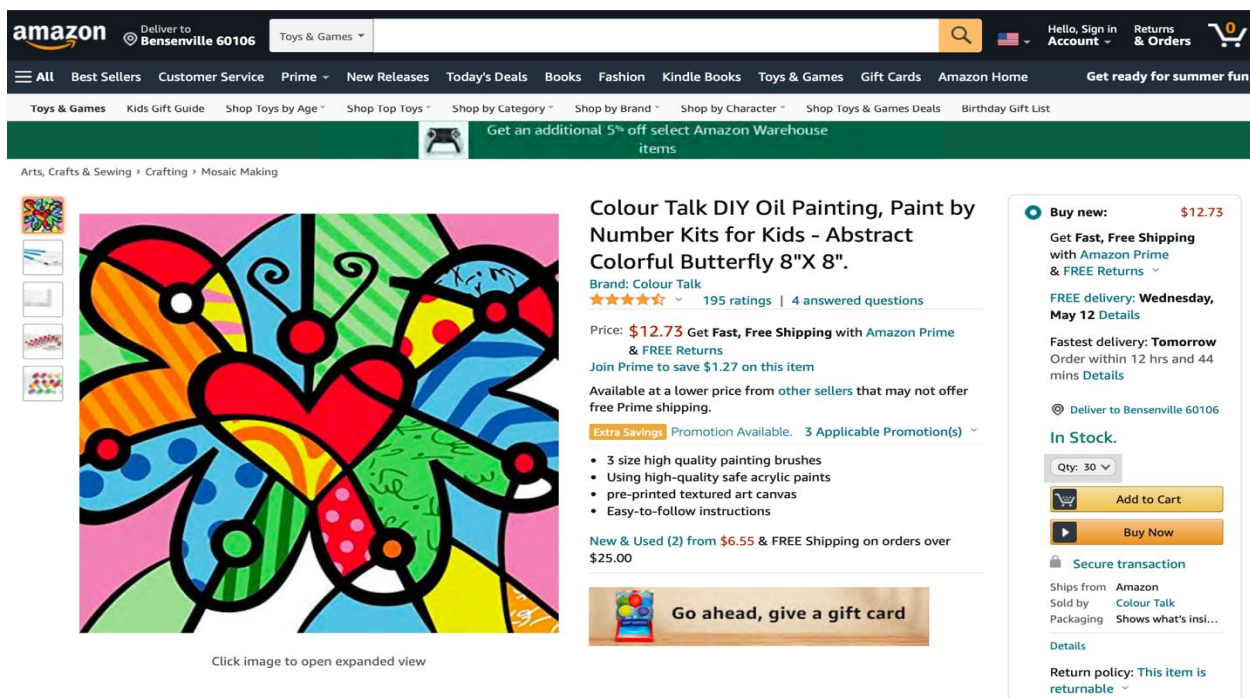 amazon
Deliver to
Bensenville 60106
Toys & Games
0
Hello, Sign in
Account
Returns
& Orders
All Best Sellers Customer Service Prime New Releases Today's Deals Books Fashion Kindle Books Toys & Games Gift Cards Amazon Home Get ready for summer fun
Toys & Games Kids Gift Guide Shop Toys by Age Shop Top Toys Shop by Category Shop by Brand Shop by Character Shop Toys & Games Deals Birthday Gift List
Get an additional 5% off select Amazon Warehouse
items
Arts, Crafts & Sewing › Crafting › Mosaic Making
Click image to open expanded view
Colour Talk DIY Oil Painting, Paint by
Number Kits for Kids - Abstract
Colorful Butterfly 8"X 8".
Brand: Colour Talk
195 ratings | 4 answered questions
Price: $12.73 Get Fast, Free Shipping with Amazon Prime
& FREE Returns
Join Prime to save $1.27 on this item
Available at a lower price from other sellers that may not offer
free Prime shipping.
Extra Savings Promotion Available. 3 Applicable Promotion(s)
• 3 size high quality painting brushes
• Using high-quality safe acrylic paints
• pre-printed textured art canvas
• Easy-to-follow instructions
New & Used (2) from $6.55 & FREE Shipping on orders over
$25.00
Go ahead, give a gift card
Buy new: $12.73
Get Fast, Free Shipping
with Amazon Prime
& FREE Returns
FREE delivery: Wednesday,
May 12 Details
Fastest delivery: Tomorrow
Order within 12 hrs and 44
mins Details
Deliver to Bensenville 60106
In Stock.
Qty: 30
Add to Cart
Buy Now
Secure transaction
Ships from Amazon
Sold by Colour Talk
Packaging Shows what's insi...
Details
Return policy: This item is
returnable